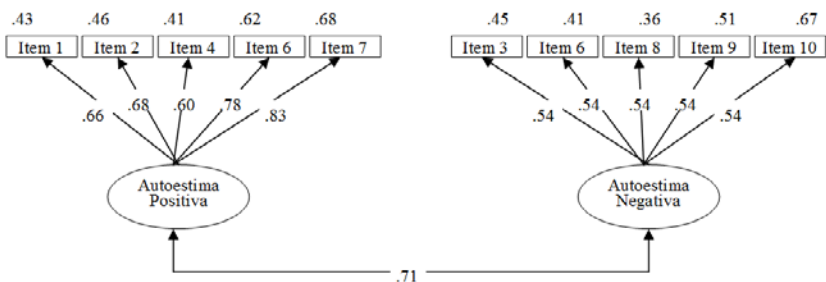 .43 .46 .41 .62 .68 .45 .41 .36 .51 .67
Item 1 Item 2 Item 4 Item 6 Item 7 Item 3 Item 6 Item 8 Item 9 Item 10
.66 .68 .60 .78 .83 .54 .54 .54 .54 .54
Autoestima
Positiva
Autoestima
Negativa
.71